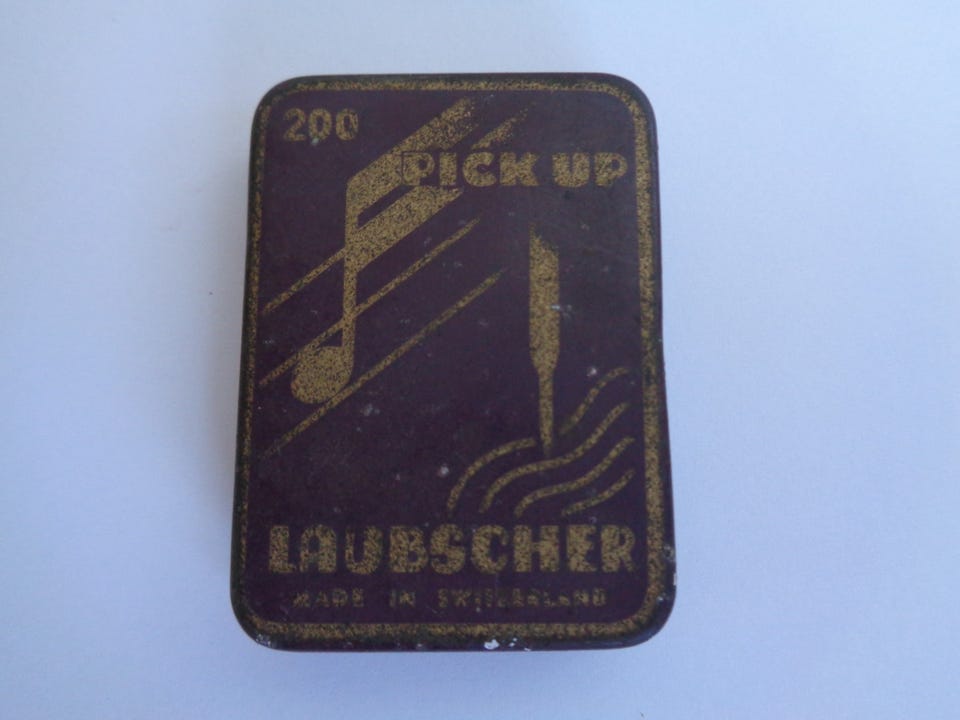 200
PICK UP
LAUBSCHER
MADE IN SWITZERLAND